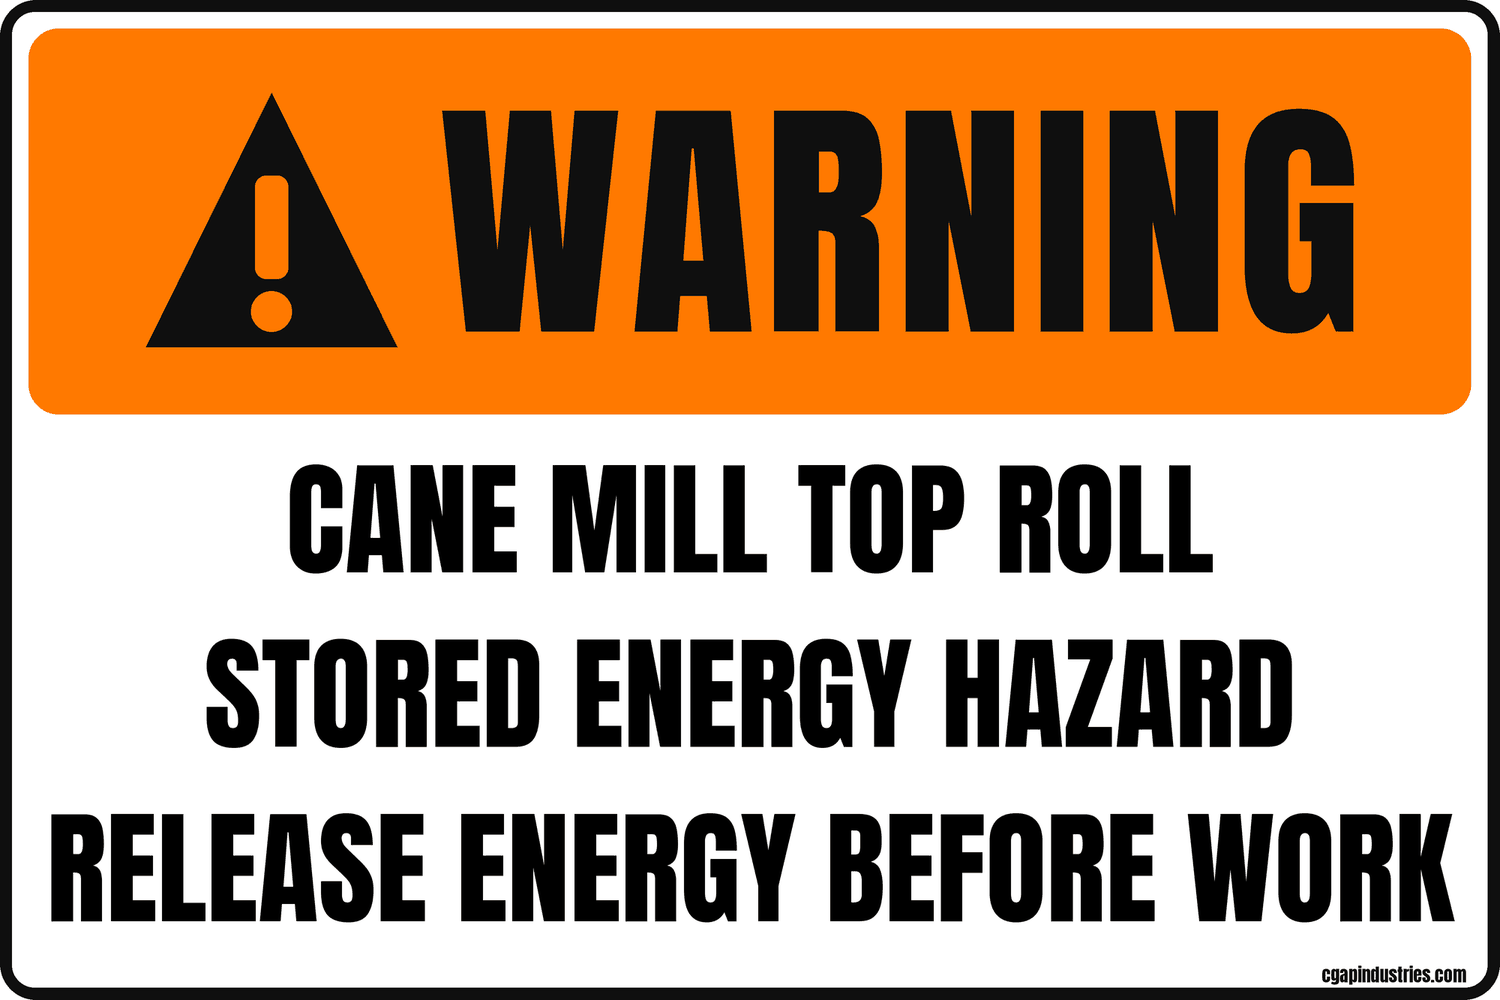 WARNING
CANE MILL TOP ROLL
STORED ENERGY HAZARD
RELEASE ENERGY BEFORE WORK
cgapindustries.com